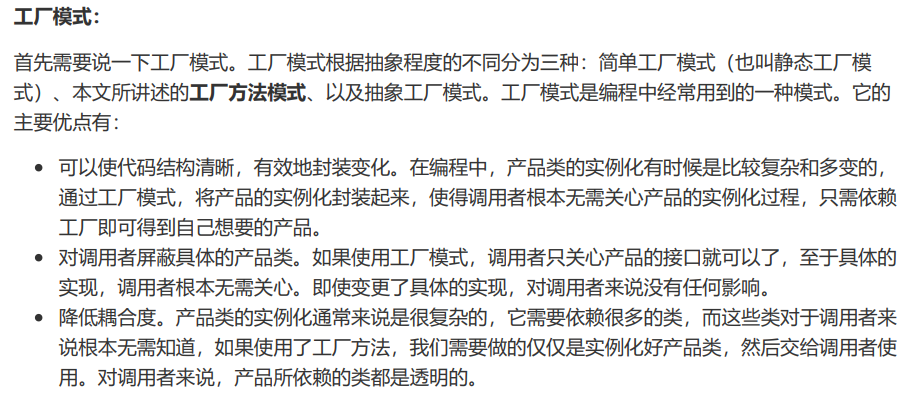 工厂模式：
首先需要说一下工厂模式。工厂模式根据抽象程度的不同分为三种：简单工厂模式（也叫静态工厂模
式）、本文所讲述的工厂方法模式、以及抽象工厂模式。工厂模式是编程中经常用到的一种模式。它的
主要优点有：
• 可以使代码结构清晰，有效地封装变化。在编程中，产品类的实例化有时候是比较复杂和多变的，
通过工厂模式，将产品的实例化封装起来，使得调用者根本无需关心产品的实例化过程，只需依赖
工厂即可得到自己想要的产品。
• 对调用者屏蔽具体的产品类。如果使用工厂模式，调用者只关心产品的接口就可以了，至于具体的
实现，调用者根本无需关心。即使变更了具体的实现，对调用者来说没有任何影响。
• 降低耦合度。产品类的实例化通常来说是很复杂的，它需要依赖很多的类，而这些类对于调用者来
说根本无需知道，如果使用了工厂方法，我们需要做的仅仅是实例化好产品类，然后交给调用者使
用。对调用者来说，产品所依赖的类都是透明的。